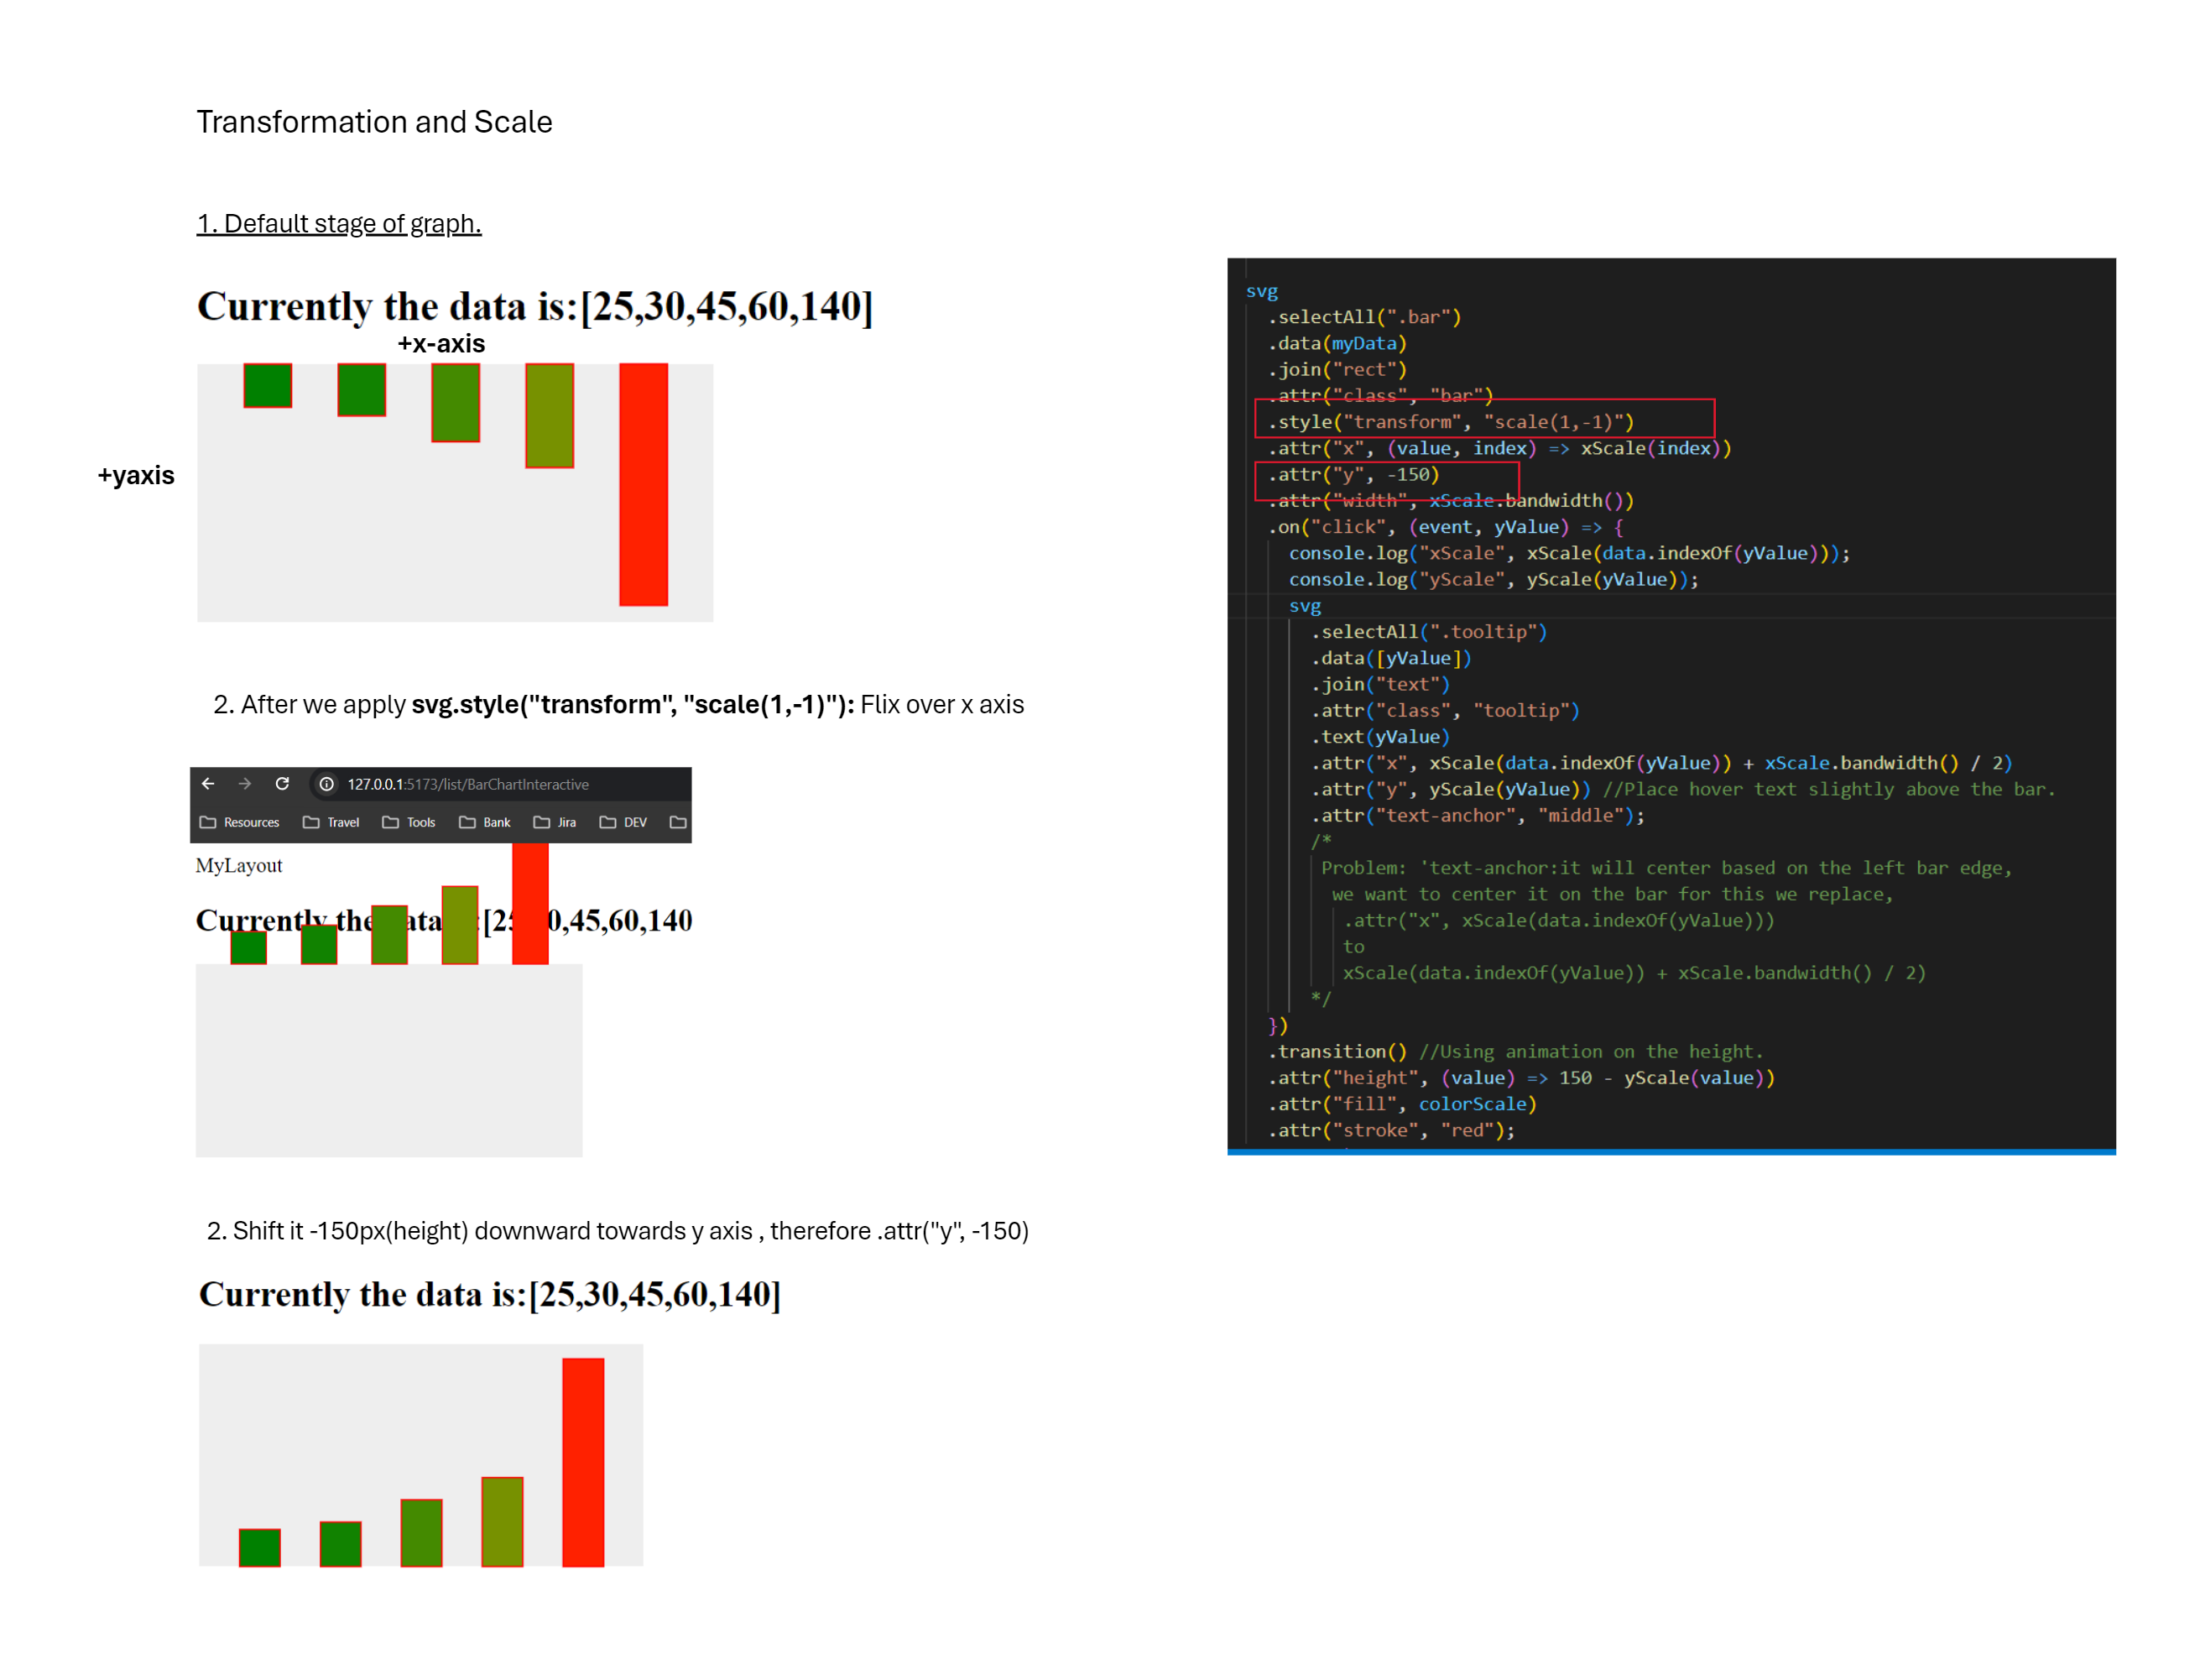 Transformation and Scale
1. Default stage of graph.
Currently the data is:[25,30,45,60,140]
+x-axis
+yaxis
2. After we apply svg.style("transform", "scale(1,-1)"): Flix over x axis
127.0.0.1:5173/list/BarChartInteractive
Resources Travel Tools Bank Jira DEV
MyLayout
Currently the ata :[25 0,45,60,140
2. Shift it -150px(height) downward towards y axis , therefore .attr("y", -150)
Currently the data is:[25,30,45,60,140]
svg
.selectAll(".bar")
.data(myData)
.join("rect")
.attr("class", "bar")
.style("transform", "scale(1,-1)")
.attr("x", (value, index) => xScale(index))
.attr("y", -150)
.attr("width", xScale.bandwidth())
.on("click", (event, yValue) => {
console.log("xScale", xScale(data.indexOf(yValue)));
console.log("yScale", yScale(yValue));
svg
.selectAll(".tooltip")
.data([yValue])
.join("text")
.attr("class", "tooltip")
.text(yValue)
.attr("x", xScale(data.indexOf(yValue)) + xScale.bandwidth() / 2)
.attr("y", yScale(yValue)) //Place hover text slightly above the bar.
.attr("text-anchor", "middle");
/*
Problem: 'text-anchor:it will center based on the left bar edge,
we want to center it on the bar for this we replace,
.attr("x", xScale(data.indexOf(yValue)))
to
xScale(data.indexOf(yValue)) + xScale.bandwidth() / 2)
*/
})
.transition() //Using animation on the height.
.attr("height", (value) => 150 - yScale(value))
.attr("fill", colorScale)
.attr("stroke", "red");